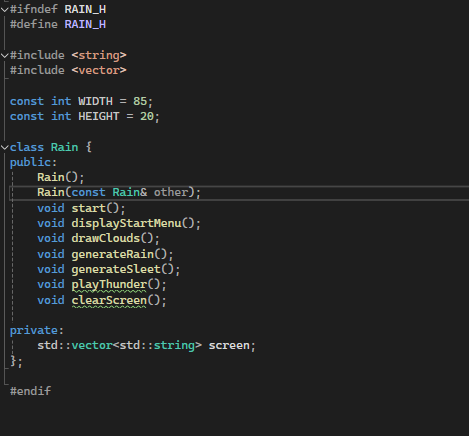 #ifndef RAIN_H
#define RAIN_H
#include <string>
#include <vector>
const int WIDTH = 85;
const int HEIGHT = 20;
class Rain {
public:
Rain();
Rain(const Rain& other);
void start();
void displayStartMenu();
void drawClouds();
void generateRain();
void generateSleet();
void playThunder();
void clearScreen();
private:
std::vector<std::string> screen;
};
#endif